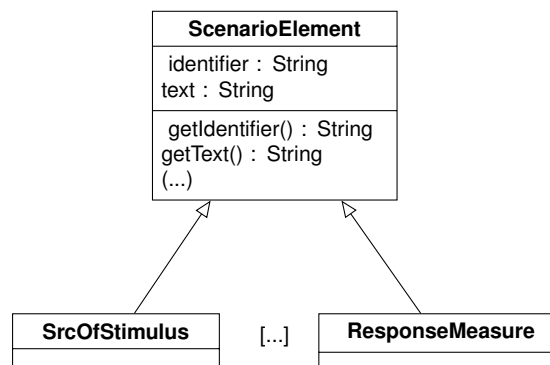 ScenarioElement
identifier : String
text : String
getIdentifier() : String
getText() : String
(...)
SrcOfStimulus [...] ResponseMeasure